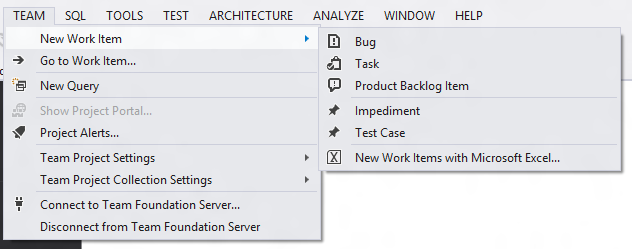 TEAM SQL TOOLS TEST ARCHITECTURE ANALYZE WINDOW HELP
New Work Item
Go to Work Item...
New Query
Show Project Portal...
Project Alerts...
Team Project Settings
Team Project Collection Settings
Connect to Team Foundation Server...
Disconnect from Team Foundation Server
Bug
Task
Product Backlog Item
Impediment
Test Case
New Work Items with Microsoft Excel...